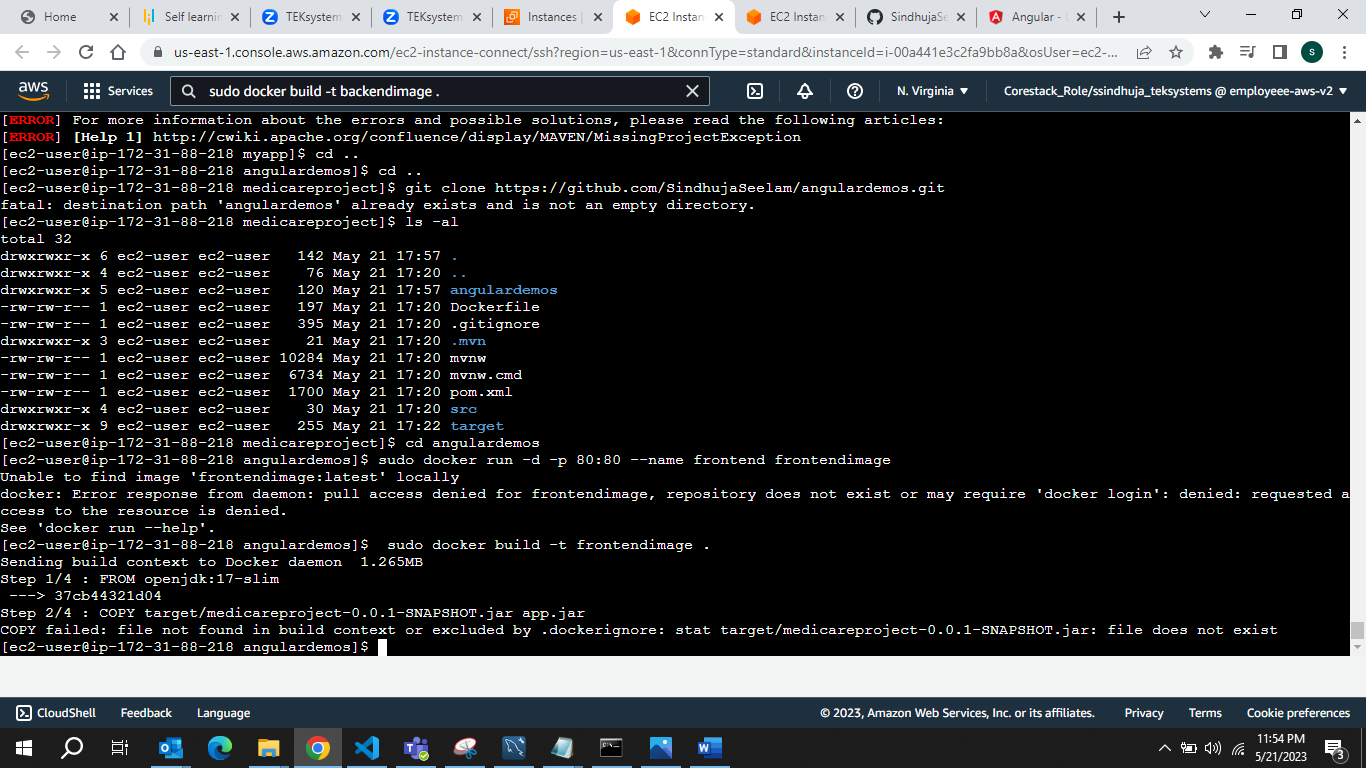 Home
Self learnin
TEKsystem
TEKsystem
Instances |
EC2 Instan
EC2 Instan
SindhujaSe
Angular -
us-east-1.console.aws.amazon.com/ec2-instance-connect/ssh?region=us-east-1&connType=standard&instanceId=i-00a441e3c2fa9bb8a&osUser=ec2-...
S
aws
Services
sudo docker build -t backendimage .
N. Virginia
Corestack_Role/ssindhuja_teksystems @ employeee-aws-v2
[ERROR] For more information about the errors and possible solutions, please read the following articles:
[ERROR] [Help 1] http://cwiki.apache.org/confluence/display/MAVEN/MissingProjectException
[ec2-user@ip-172-31-88-218 myapp]$ cd ..
[ec2-user@ip-172-31-88-218 angulardemos]$ cd ..
[ec2-user@ip-172-31-88-218 medicareproject]$ git clone https://github.com/SindhujaSeelam/angulardemos.git
fatal: destination path 'angulardemos' already exists and is not an empty directory.
[ec2-user@ip-172-31-88-218 medicareproject]$ ls -al
total 32
drwxrwxr-x 6 ec2-user ec2-user   142 May 21 17:57 .
drwxrwxr-x 4 ec2-user ec2-user    76 May 21 17:20 ..
drwxrwxr-x 5 ec2-user ec2-user   120 May 21 17:57 angulardemos
-rw-rw-r-- 1 ec2-user ec2-user   197 May 21 17:20 Dockerfile
-rw-rw-r-- 1 ec2-user ec2-user   395 May 21 17:20 .gitignore
drwxrwxr-x 3 ec2-user ec2-user    21 May 21 17:20 .mvn
-rw-rw-r-- 1 ec2-user ec2-user 10284 May 21 17:20 mvnw
-rw-rw-r-- 1 ec2-user ec2-user  6734 May 21 17:20 mvnw.cmd
-rw-rw-r-- 1 ec2-user ec2-user  1700 May 21 17:20 pom.xml
drwxrwxr-x 4 ec2-user ec2-user    30 May 21 17:20 src
drwxrwxr-x 9 ec2-user ec2-user   255 May 21 17:22 target
[ec2-user@ip-172-31-88-218 medicareproject]$ cd angulardemos
[ec2-user@ip-172-31-88-218 angulardemos]$ sudo docker run -d -p 80:80 --name frontend frontendimage
Unable to find image 'frontendimage:latest' locally
docker: Error response from daemon: pull access denied for frontendimage, repository does not exist or may require 'docker login': denied: requested a
ccess to the resource is denied.
See 'docker run --help'.
[ec2-user@ip-172-31-88-218 angulardemos]$  sudo docker build -t frontendimage .
Sending build context to Docker daemon  1.265MB
Step 1/4 : FROM openjdk:17-slim
 ---> 37cb44321d04
Step 2/4 : COPY target/medicareproject-0.0.1-SNAPSHOT.jar app.jar
COPY failed: file not found in build context or excluded by .dockerignore: stat target/medicareproject-0.0.1-SNAPSHOT.jar: file does not exist
[ec2-user@ip-172-31-88-218 angulardemos]$
CloudShell
Feedback
Language
© 2023, Amazon Web Services, Inc. or its affiliates.
Privacy
Terms
Cookie preferences
11:54 PM
5/21/2023
3